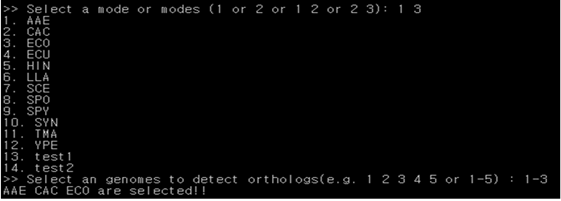 >> Select a mode or modes (1 or 2 or 1 2 or 2 3): 1 3
1. AAE
2. CAC
3. ECO
4. ECU
5. HIN
6. LLA
7. SCE
8. SPO
9. SPY
10. SYN
11. TMA
12. YPE
13. test1
14. test2
>> Select an genomes to detect orthologs(e.g. 1 2 3 4 5 or 1-5) : 1-3
AAE CAC ECO are selected!!